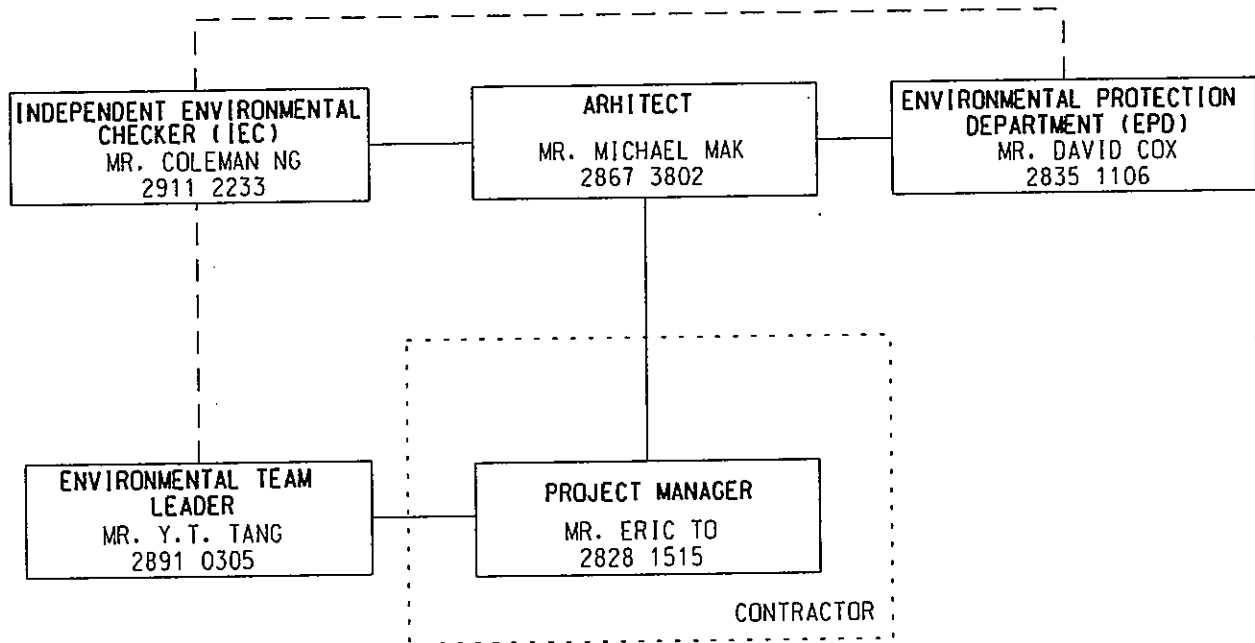 INDEPENDENT ENVIRONMENTAL
CHECKER (IEC)
MR. COLEMAN NG
2911 2233
ARHITECT
MR. MICHAEL MAK
2867 3802
ENVIRONMENTAL PROTECTION
DEPARTMENT (EPD)
MR. DAVID COX
2835 1106
ENVIRONMENTAL TEAM
LEADER
MR. Y.T. TANG
2891 0305
PROJECT MANAGER
MR. ERIC TO
2828 1515
CONTRACTOR